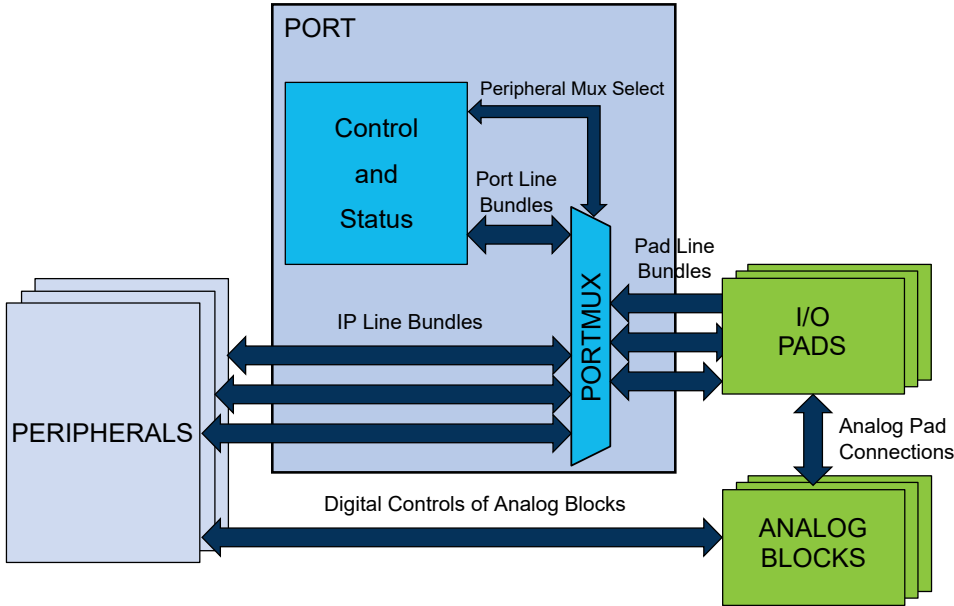 PORT
Peripheral Mux Select
Control
and
Status
Port Line
Bundles
Pad Line
Bundles
PORTMUX
I/O
PADS
IP Line Bundles
PERIPHERALS
Analog Pad
Connections
Digital Controls of Analog Blocks
ANALOG
BLOCKS